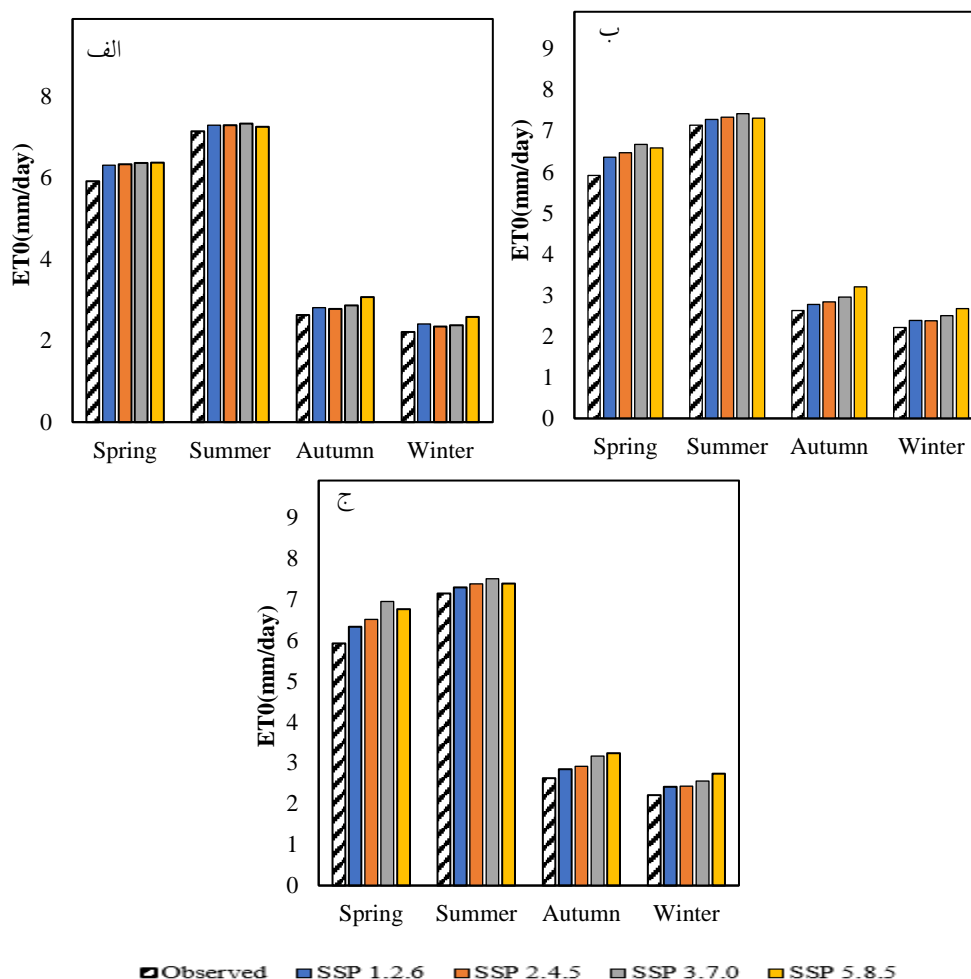 الف
8
6
4
2
0
ET0(mm/day)
Spring Summer Autumn Winter
ب
9
8
7
6
5
4
3
2
1
0
ET0(mm/day)
Spring Summer Autumn Winter
ج
9
8
7
6
5
4
3
2
1
0
ET0(mm/day)
Spring Summer Autumn Winter
Observed SSP 1.2.6 SSP 2.4.5 SSP 3.7.0 SSP 5.8.5